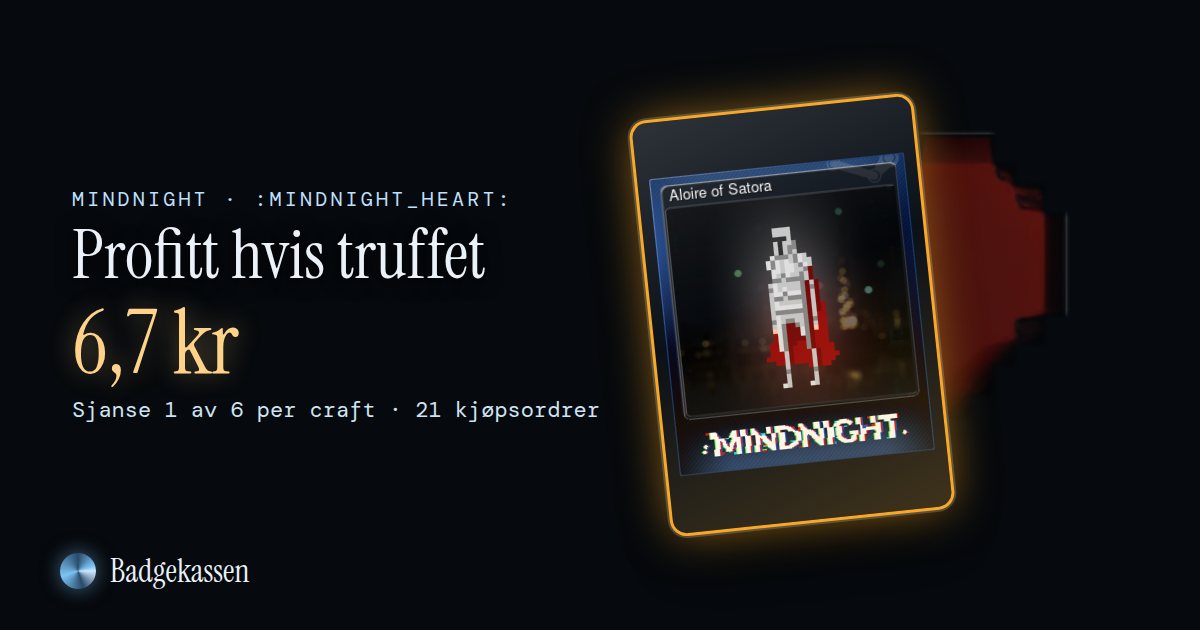 MINDNIGHT · :MINDNIGHT_HEART:
Profitt hvis truffet
6,7 kr
Sjanse 1 av 6 per craft · 21 kjøpsordrer
Badgekassen
Aloire of Satora
:MINDNIGHT.